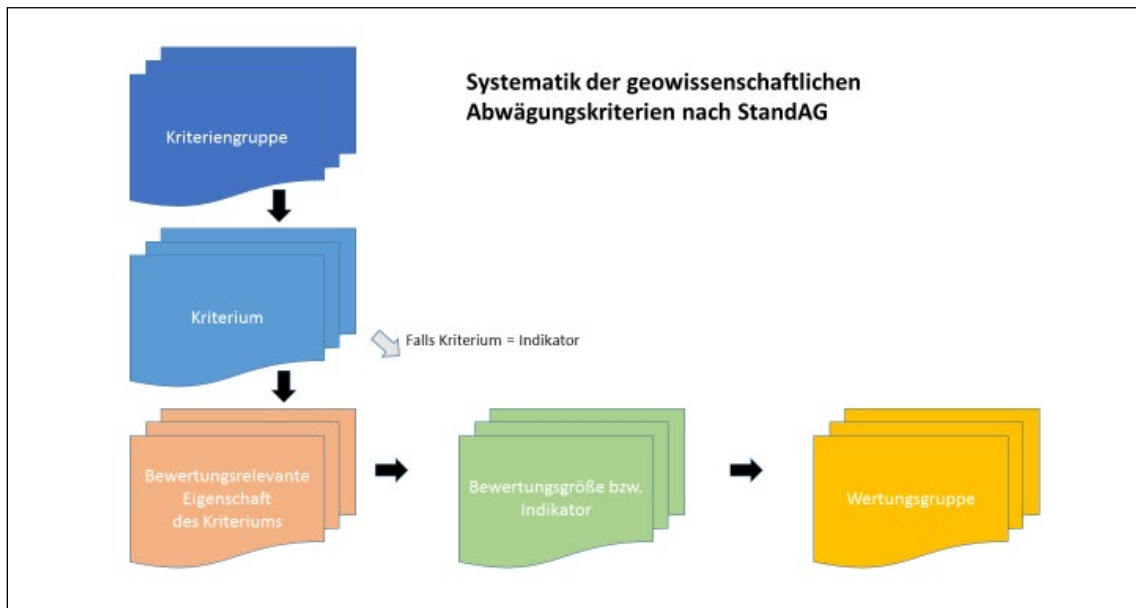 Systematik der geowissenschaftlichen
Abwägungskriterien nach StandAG
Kriteriengruppe
Kriterium
Falls Kriterium = Indikator
Bewertungsrelevante
Eigenschaft
des Kriteriums
Bewertungsgröße bzw.
Indikator
Wertungsgruppe